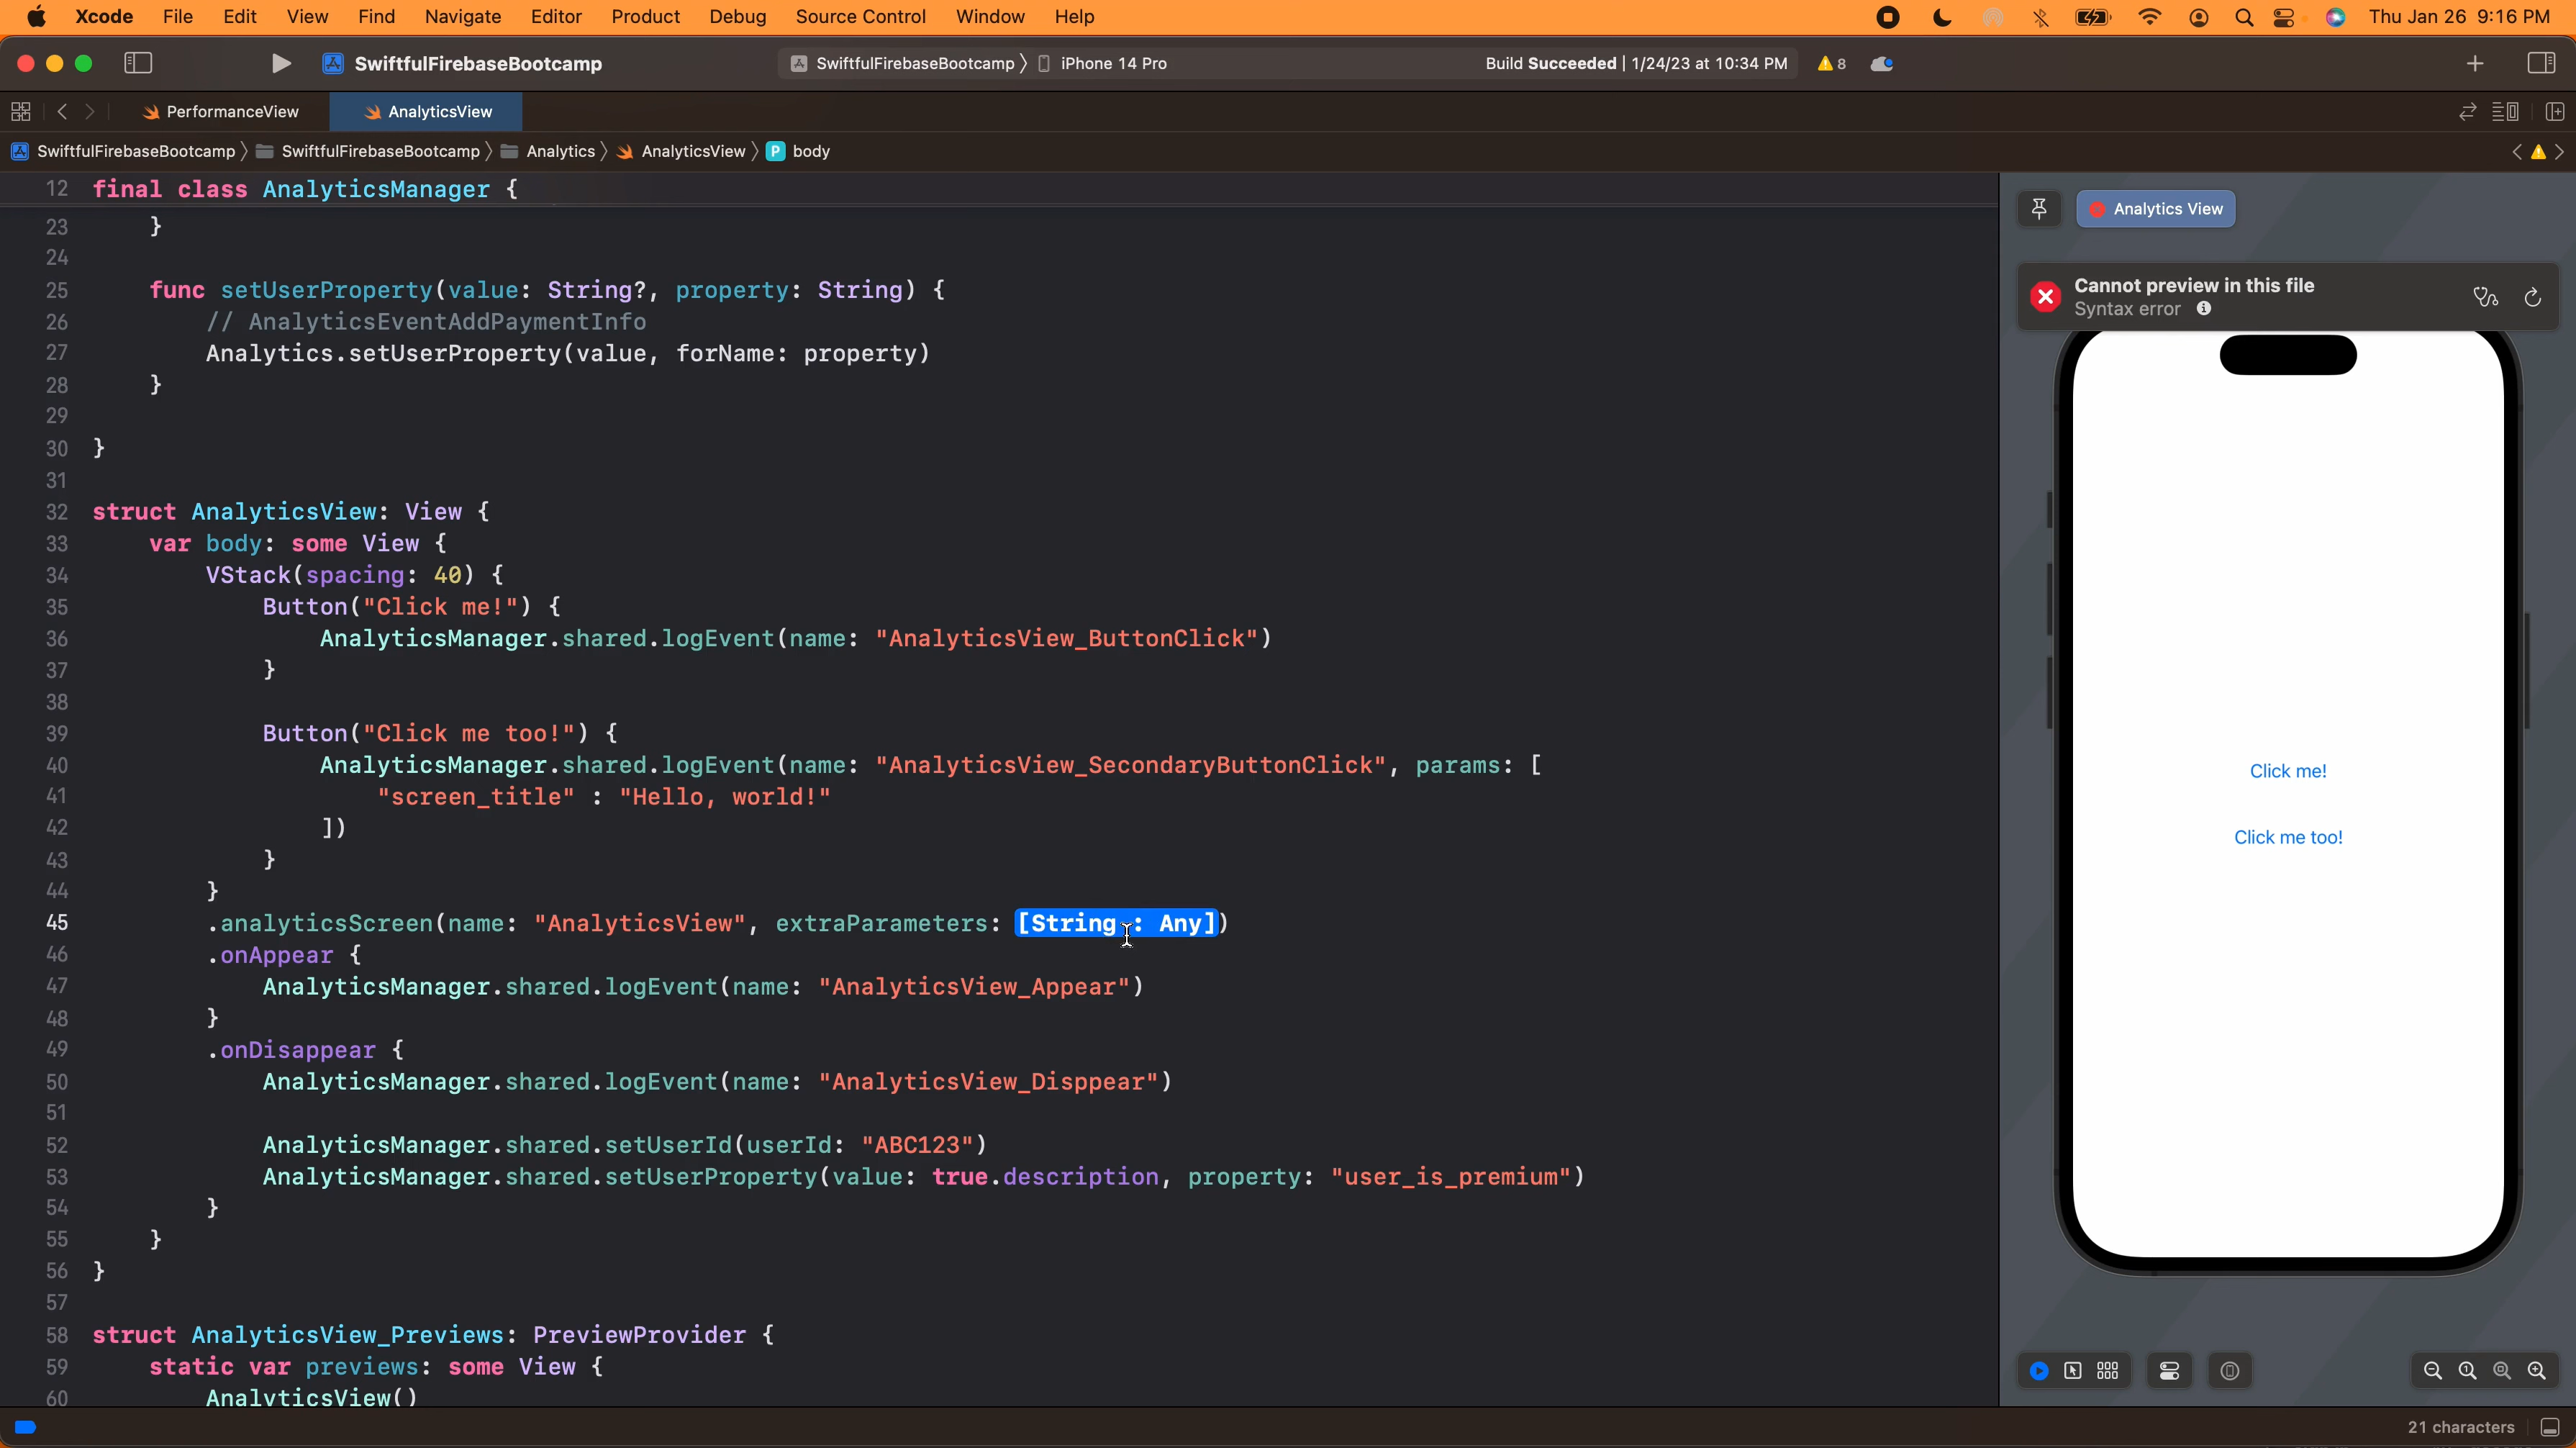 Xcode File Edit View Find Navigate Editor Product Debug Source Control Window Help Thu Jan 26 9:16 PM
SwiftfulFirebaseBootcamp SwiftfulFirebaseBootcamp 〉 iPhone 14 Pro Build Succeeded | 1/24/23 at 10:34 PM 8
PerformanceView AnalyticsView
SwiftfulFirebaseBootcamp 〉 SwiftfulFirebaseBootcamp 〉 Analytics 〉 AnalyticsView 〉 P body
12 final class AnalyticsManager {
23 }
24
25 func setUserProperty(value: String?, property: String) {
26 // AnalyticsEventAddPaymentInfo
27 Analytics.setUserProperty(value, forName: property)
28 }
29
30 }
31
32 struct AnalyticsView: View {
33 var body: some View {
34 VStack(spacing: 40) {
35 Button("Click me!") {
36 AnalyticsManager.shared.logEvent(name: "AnalyticsView_ButtonClick")
37 }
38
39 Button("Click me too!") {
40 AnalyticsManager.shared.logEvent(name: "AnalyticsView_SecondaryButtonClick", params: [
41 "screen_title" : "Hello, world!"
42 ])
43 }
44 }
45 .analyticsScreen(name: "AnalyticsView", extraParameters: [String : Any])
46 .onAppear {
47 AnalyticsManager.shared.logEvent(name: "AnalyticsView_Appear")
48 }
49 .onDisappear {
50 AnalyticsManager.shared.logEvent(name: "AnalyticsView_Disppear")
51
52 AnalyticsManager.shared.setUserId(userId: "ABC123")
53 AnalyticsManager.shared.setUserProperty(value: true.description, property: "user_is_premium")
54 }
55 }
56 }
57
58 struct AnalyticsView_Previews: PreviewProvider {
59 static var previews: some View {
60 AnalyticsView()
Analytics View
Cannot preview in this file
Syntax error
Click me!
Click me too!
21 characters